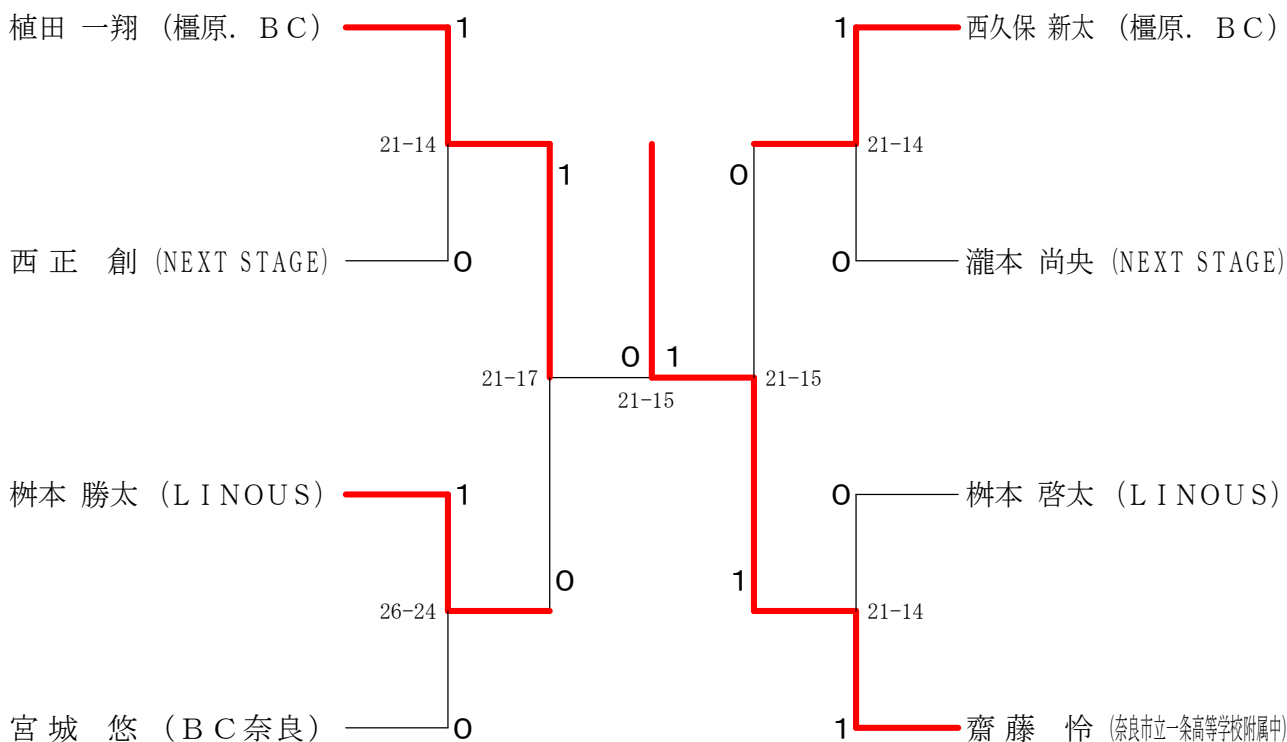 植田 一翔 (橿原．ＢＣ) 1 1 西久保 新太 (橿原．ＢＣ)
21-14 21-14
1 0
西 正　創 (NEXT STAGE) 0 0 瀧本 尚央 (NEXT STAGE)
21-17 0 1 21-15
21-15
桝本 勝太 (ＬＩＮＯＵＳ) 1 0 桝本 啓太 (ＬＩＮＯＵＳ)
0 1
26-24 21-14
宮 城　悠 (ＢＣ奈良) 0 1 齋 藤　怜 (奈良市立一条高等学校附属中)